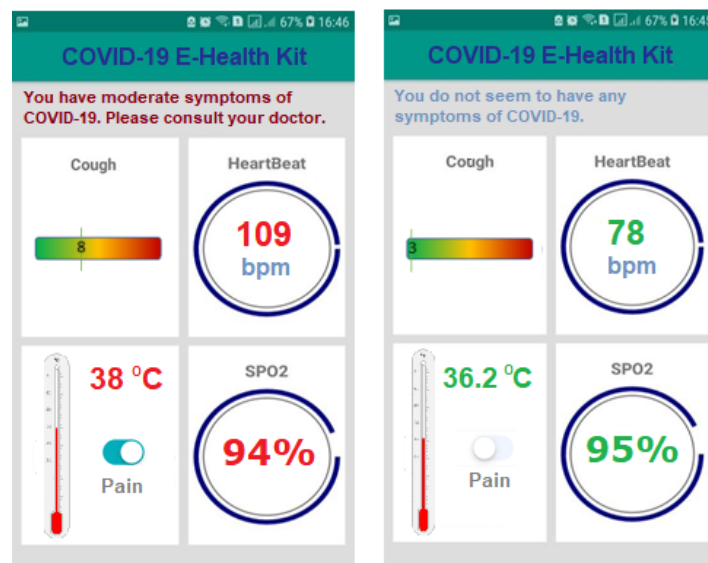 67% 16:46
COVID-19 E-Health Kit
You have moderate symptoms of
COVID-19. Please consult your doctor.
Cough
8
HeartBeat
109
bpm
38 °C
Pain
SPO2
94%
67% 16:45
COVID-19 E-Health Kit
You do not seem to have any
symptoms of COVID-19.
Cough
3
HeartBeat
78
bpm
36.2 °C
Pain
SPO2
95%